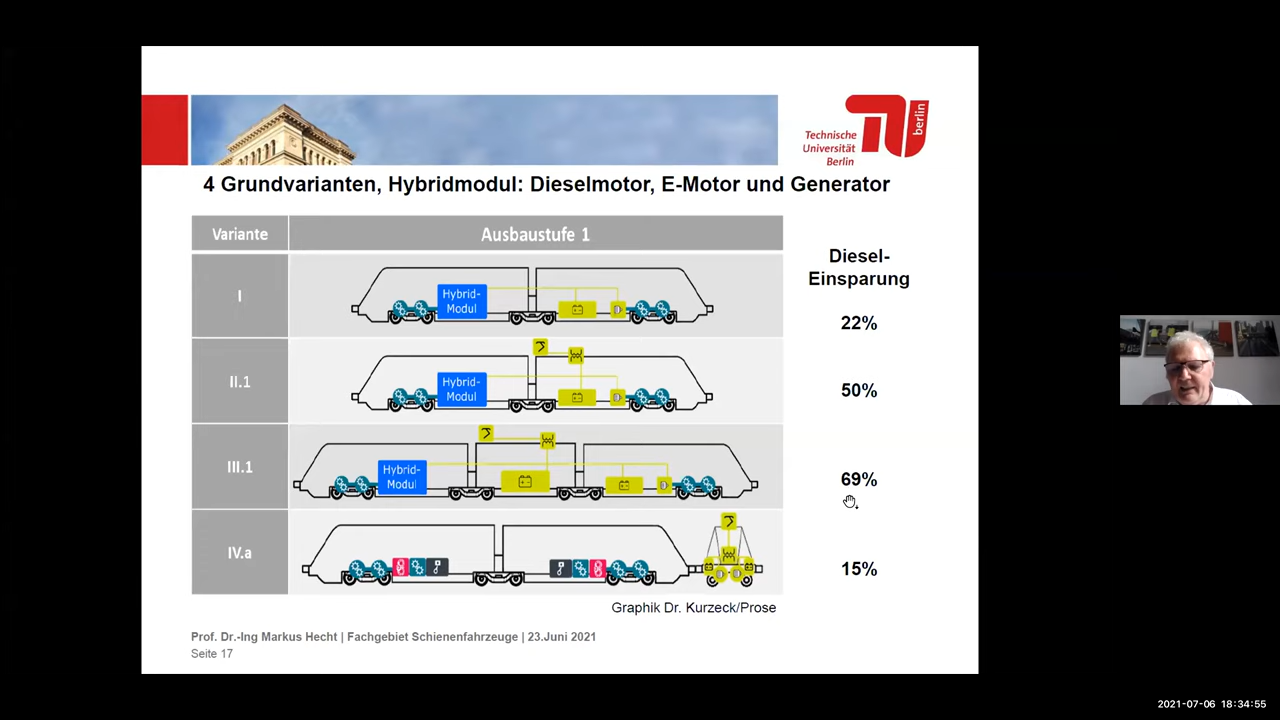 Technische
Universität
Berlin
berlin
4 Grundvarianten, Hybridmodul: Dieselmotor, E-Motor und Generator
Variante
Ausbaustufe 1
Diesel-
Einsparung
I
Hybrid-
Modul
22%
II.1
Hybrid-
Modul
50%
III.1
Hybrid-
Modul
69%
IV.a
15%
Graphik Dr. Kurzeck/Prose
Prof. Dr.-Ing Markus Hecht | Fachgebiet Schienenfahrzeuge | 23.Juni 2021
Seite 17
2021-07-06 18:34:55